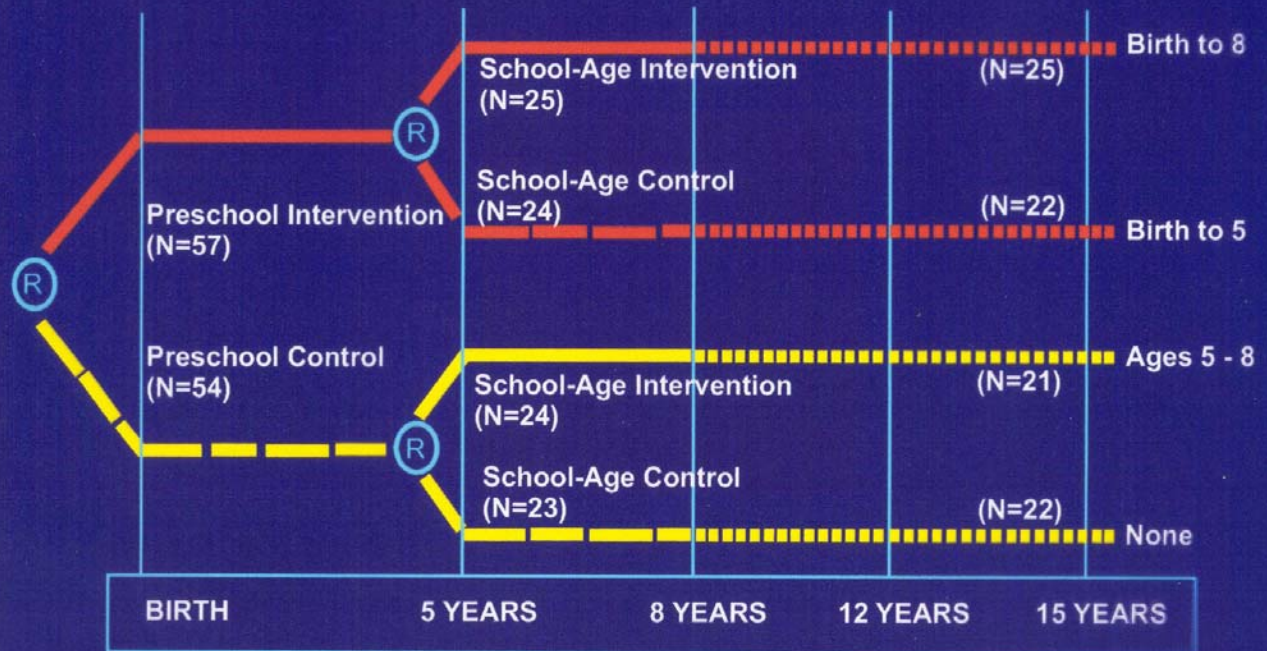 Birth to 8
School-Age Intervention
(N=25)
(N=25)
R
School-Age Control
(N=24)
(N=22)
Birth to 5
Preschool Intervention
(N=57)
R
Preschool Control
(N=54)
Ages 5 - 8
School-Age Intervention
(N=24)
(N=21)
R
School-Age Control
(N=23)
(N=22)
None
BIRTH
5 YEARS
8 YEARS
12 YEARS
15 YEARS